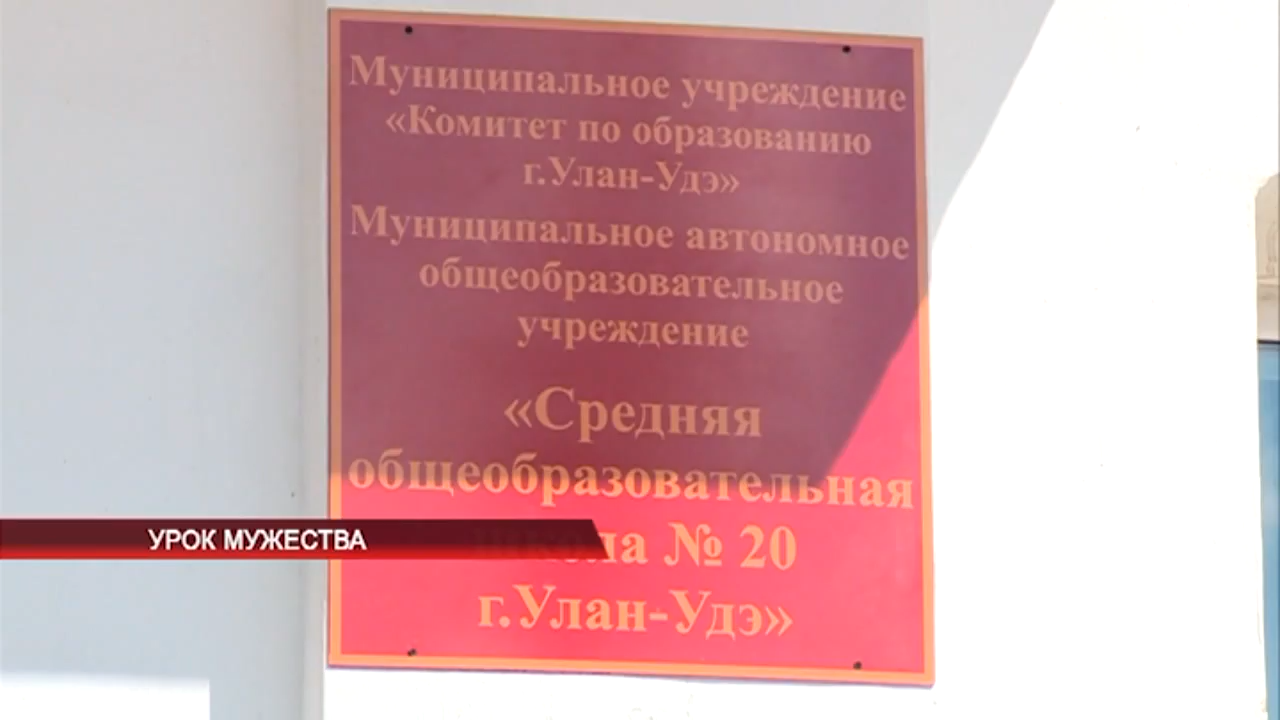 Муниципальное учреждение
«Комитет по образованию
г.Улан-Удэ»
Муниципальное автономное
общеобразовательное
учреждение
«Средняя
общеобразовательная
школа № 20
г.Улан-Удэ»
УРОК МУЖЕСТВА